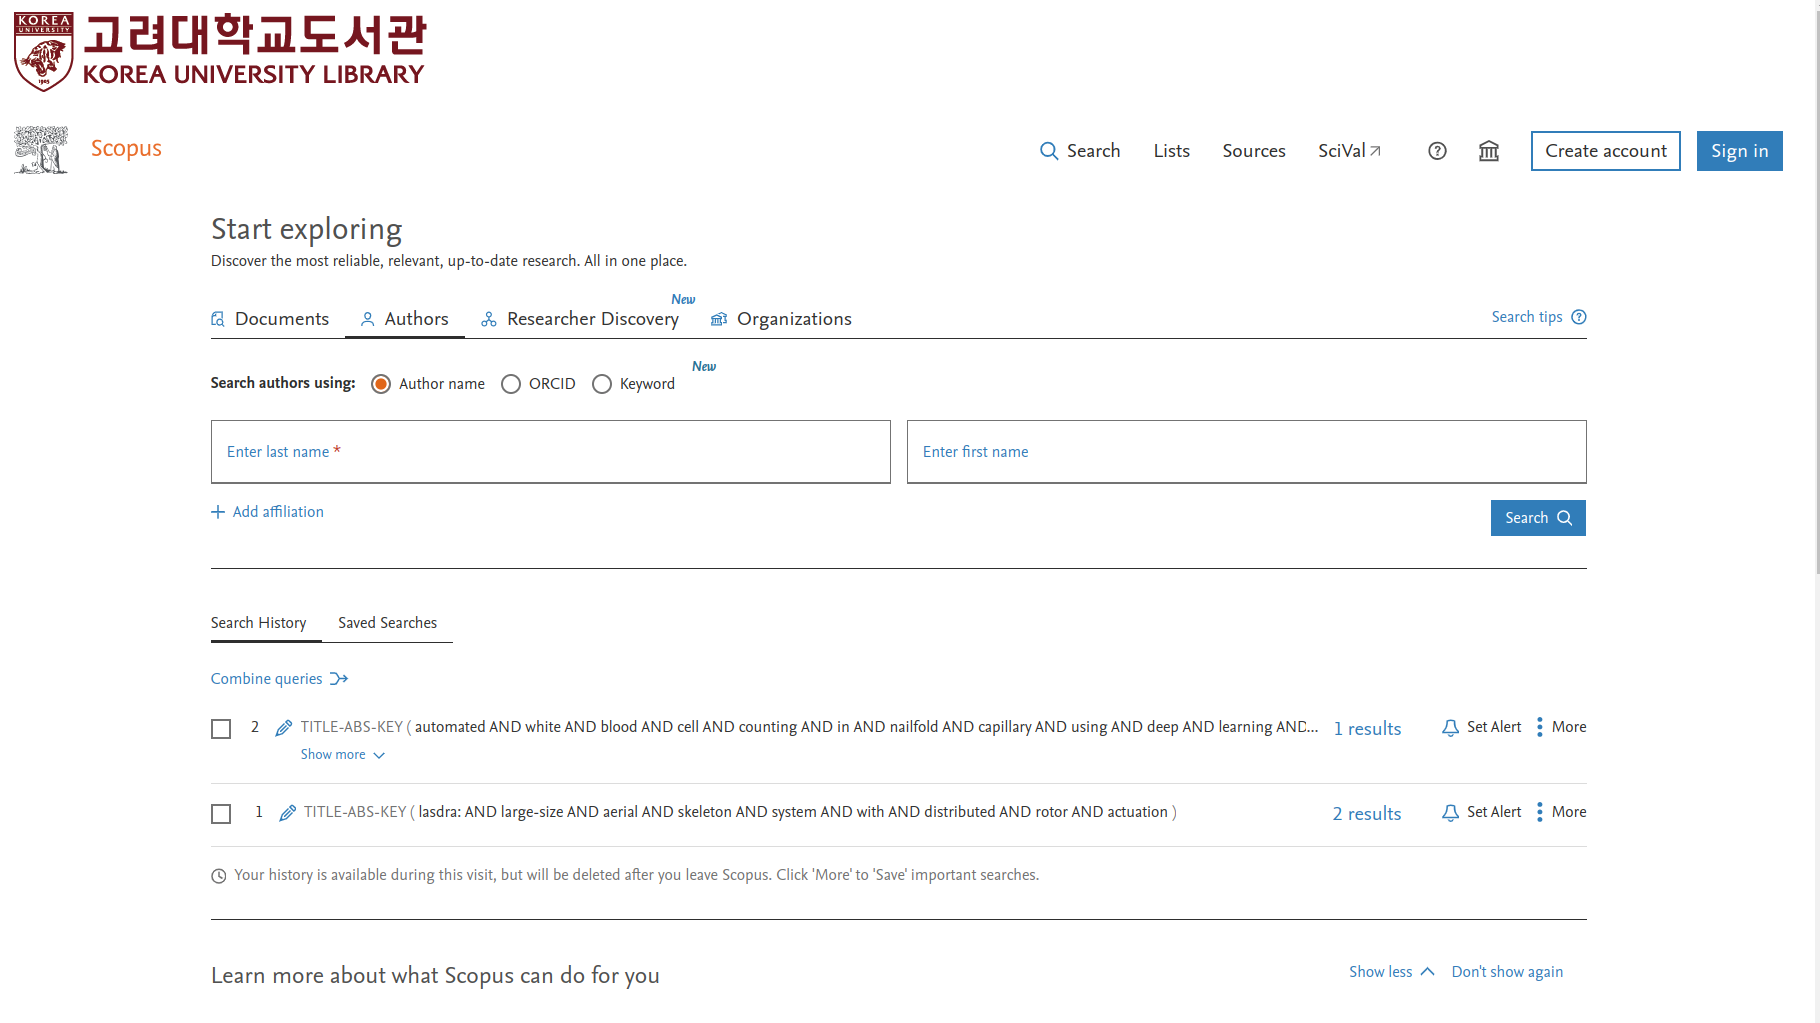 KOREA
UNIVERSITY
1905
고려대학교도서관
KOREA UNIVERSITY LIBRARY
Scopus
Search
Lists
Sources
SciVal
Create account
Sign in
Start exploring
Discover the most reliable, relevant, up-to-date research. All in one place.
Documents
Authors
Researcher Discovery
New
Organizations
Search tips
Search authors using:
Author name
ORCID
Keyword
New
Enter last name *
Enter first name
Add affiliation
Search
Search History
Saved Searches
Combine queries
2
TITLE-ABS-KEY ( automated AND white AND blood AND cell AND counting AND in AND nailfold AND capillary AND using AND deep AND learning AND...
1 results
Set Alert
More
Show more
1
TITLE-ABS-KEY ( lasdra: AND large-size AND aerial AND skeleton AND system AND with AND distributed AND rotor AND actuation )
2 results
Set Alert
More
Your history is available during this visit, but will be deleted after you leave Scopus. Click 'More' to 'Save' important searches.
Learn more about what Scopus can do for you
Show less
Don't show again